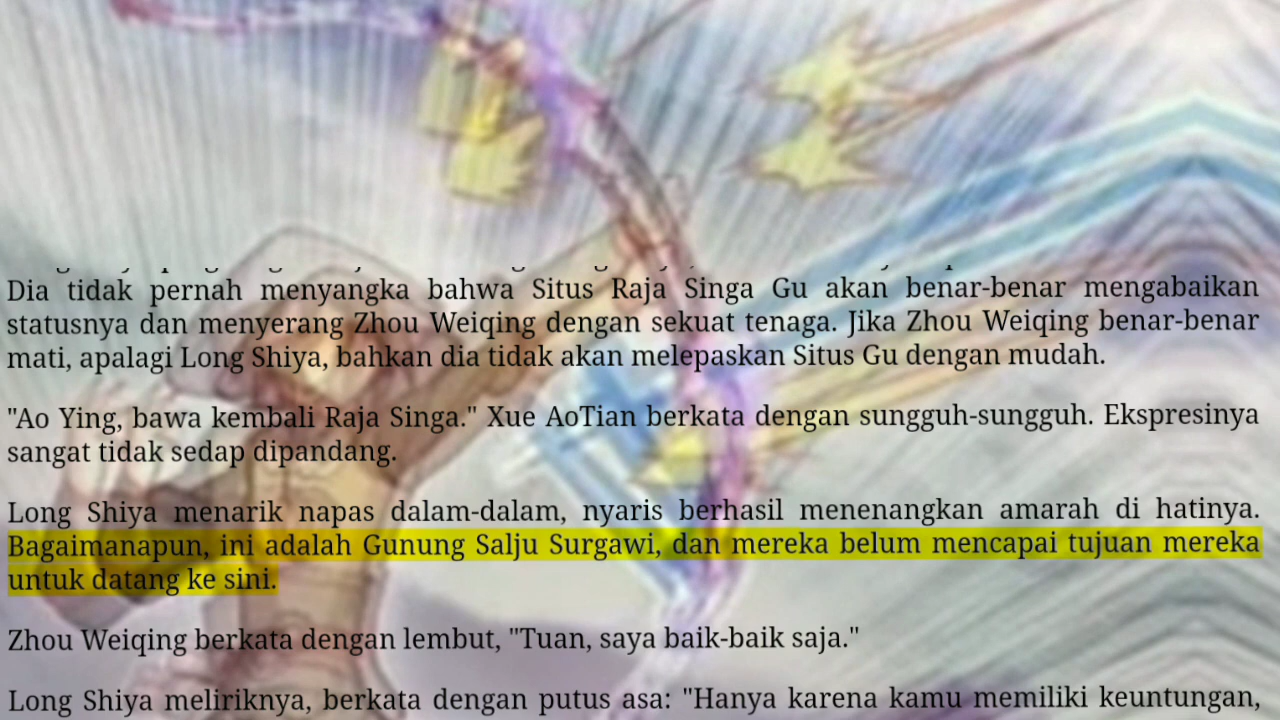 Dia tidak pernah menyangka bahwa Situs Raja Singa Gu akan benar-benar mengabaikan
statusnya dan menyerang Zhou Weiqing dengan sekuat tenaga. Jika Zhou Weiqing benar-benar
mati, apalagi Long Shiya, bahkan dia tidak akan melepaskan Situs Gu dengan mudah.
"Ao Ying, bawa kembali Raja Singa." Xue AoTian berkata dengan sungguh-sungguh. Ekspresinya
sangat tidak sedap dipandang.
Long Shiya menarik napas dalam-dalam, nyaris berhasil menenangkan amarah di hatinya.
Bagaimanapun, ini adalah Gunung Salju Surgawi, dan mereka belum mencapai tujuan mereka
untuk datang ke sini.
Zhou Weiqing berkata dengan lembut, "Tuan, saya baik-baik saja."
Long Shiya meliriknya, berkata dengan putus asa: "Hanya karena kamu memiliki keuntungan,